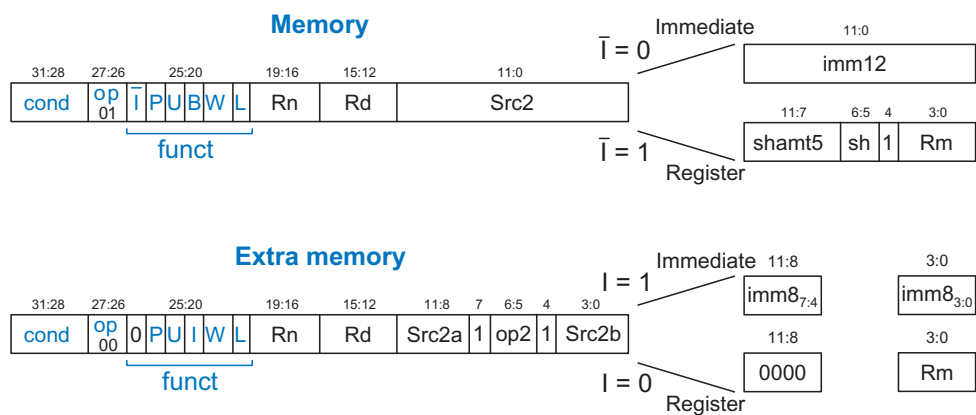 Memory
Immediate
11:0
Ī = 0
imm12
31:28 27:26 25:20 19:16 15:12 11:0
cond op 01 Ī P U B W L Rn Rd Src2
funct
11:7 6:5 4 3:0
shamt5 sh 1 Rm
Ī = 1
Register
Extra memory
Immediate
11:8 3:0
I = 1
imm8₇:₄ imm8₃:₀
31:28 27:26 25:20 19:16 15:12 11:8 7 6:5 4 3:0
cond op 00 0 P U I W L Rn Rd Src2a 1 op2 1 Src2b
funct
11:8 3:0
0000 Rm
I = 0
Register